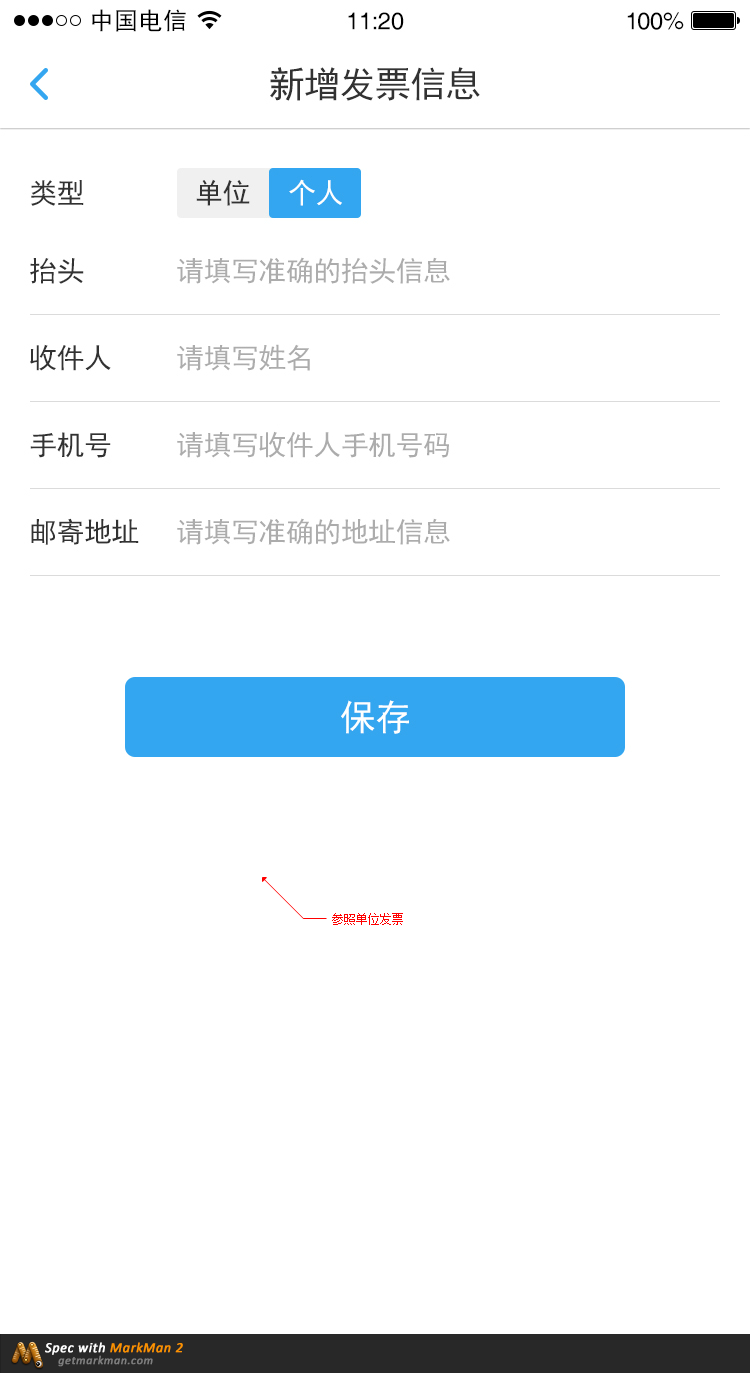 中国电信 11:20 100%
新增发票信息
类型 单位 个人
抬头 请填写准确的抬头信息
收件人 请填写姓名
手机号 请填写收件人手机号码
邮寄地址 请填写准确的地址信息
保存
参照单位发票
Spec with MarkMan 2
getmarkman.com